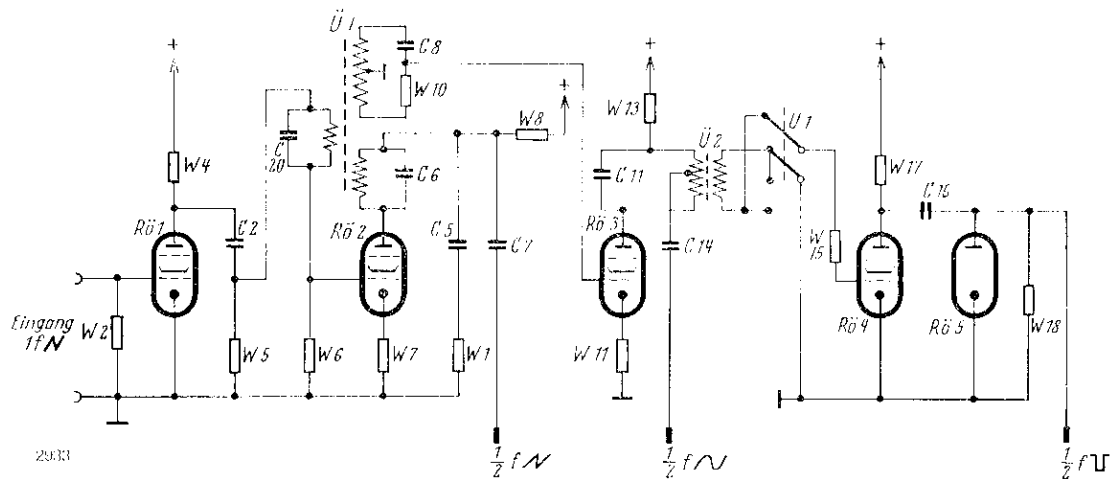 Ü 1
+
C 8
W 10
+
+
+
W 4
C 20
C 6
W 8
W 13
Ü 2
U 1
C 11
W 17
C 16
Rö 1
C 2
Rö 2
C 5
C 7
Rö 3
C 14
W 15
Eingang
1f
W 2
W 5
W 6
W 7
W 1
W 11
Rö 4
Rö 5
W 18
2933
1/2 f
1/2 f
1/2 f